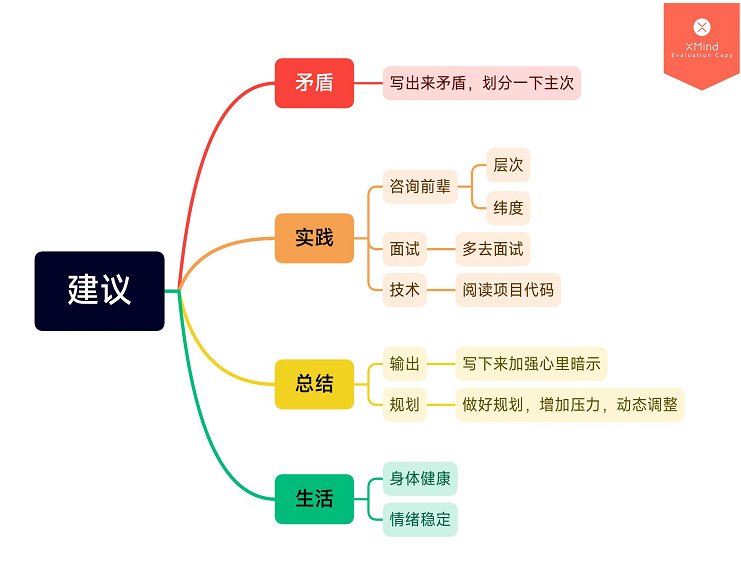 XMind
Evaluation Copy
建议
矛盾
写出来矛盾，划分一下主次
实践
咨询前辈
层次
纬度
面试
多去面试
技术
阅读项目代码
总结
输出
写下来加强心里暗示
规划
做好规划，增加压力，动态调整
生活
身体健康
情绪稳定